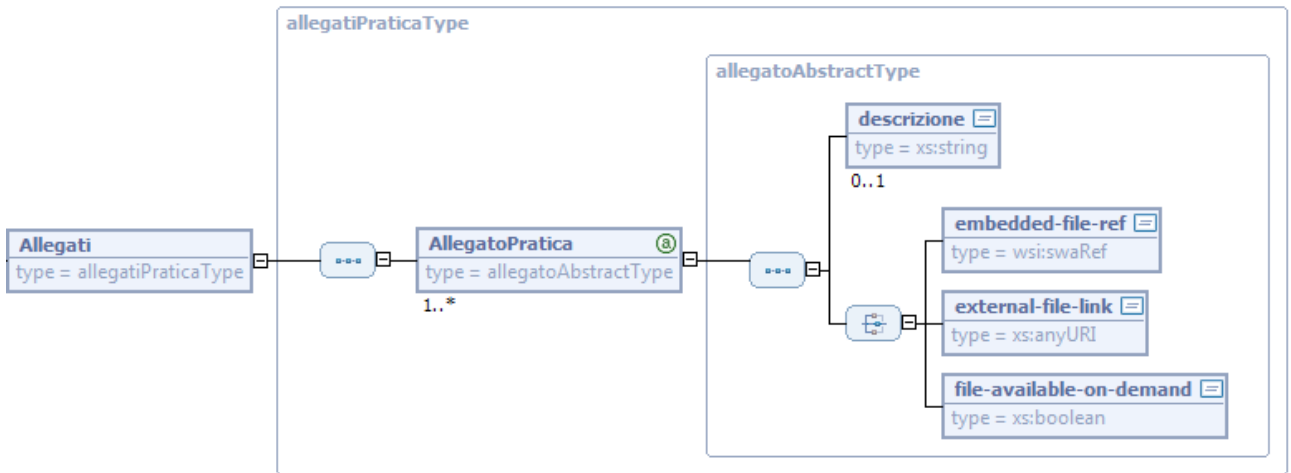 allegatiPraticaType
allegatoAbstractType
descrizione
type = xs:string
0..1
Allegati
type = allegatiPraticaType
AllegatoPratica a
type = allegatoAbstractType
1..*
embedded-file-ref
type = wsi:swaRef
external-file-link
type = xs:anyURI
file-available-on-demand
type = xs:boolean